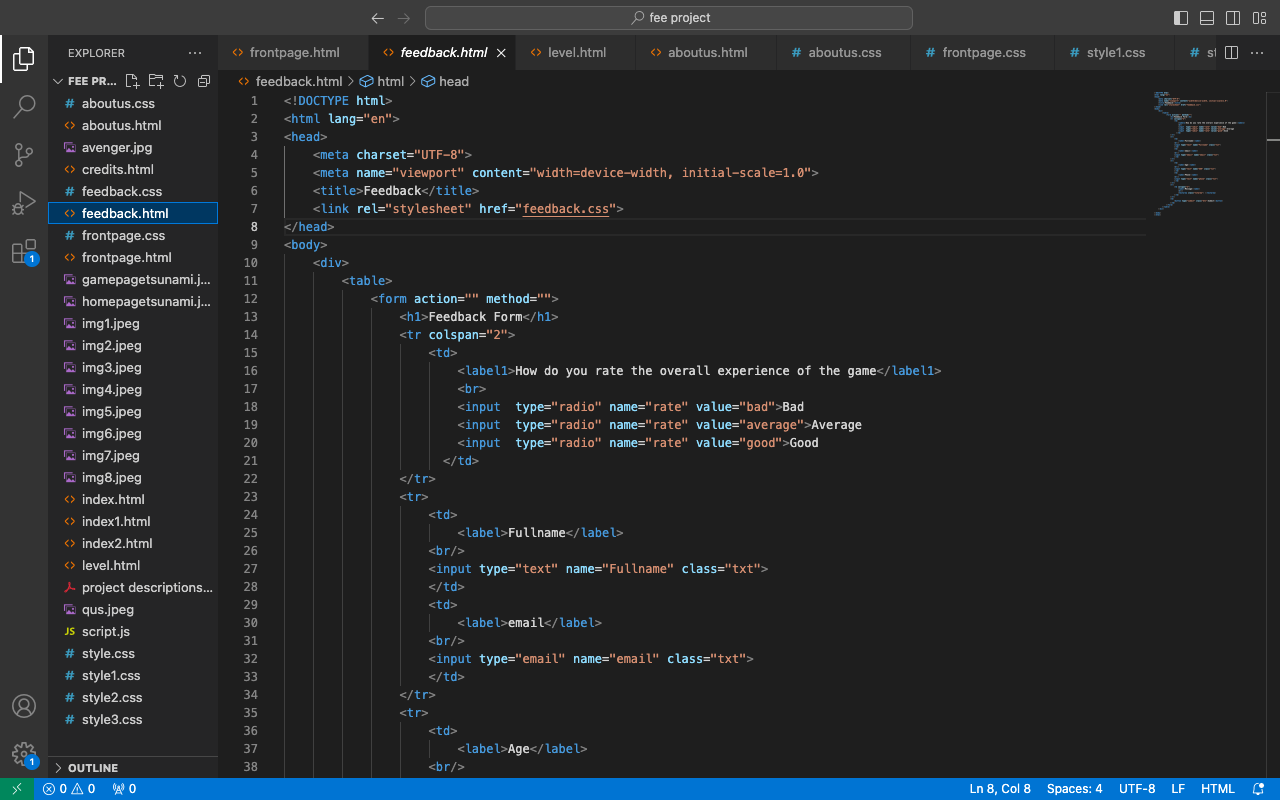 fee project
EXPLORER
FEE PR...
aboutus.css
aboutus.html
avenger.jpg
credits.html
feedback.css
feedback.html
frontpage.css
frontpage.html
gamepagetsunami.j...
homepagetsunami.j...
img1.jpeg
img2.jpeg
img3.jpeg
img4.jpeg
img5.jpeg
img6.jpeg
img7.jpeg
img8.jpeg
index.html
index1.html
index2.html
level.html
project descriptions...
qus.jpeg
JS script.js
style.css
style1.css
style2.css
style3.css
OUTLINE
1
1
frontpage.html feedback.html level.html aboutus.html # aboutus.css # frontpage.css # style1.css # st
feedback.html > html > head
1 <!DOCTYPE html>
2 <html lang="en">
3 <head>
4 <meta charset="UTF-8">
5 <meta name="viewport" content="width=device-width, initial-scale=1.0">
6 <title>Feedback</title>
7 <link rel="stylesheet" href="feedback.css">
8 </head>
9 <body>
10 <div>
11 <table>
12 <form action="" method="">
13 <h1>Feedback Form</h1>
14 <tr colspan="2">
15 <td>
16 <label1>How do you rate the overall experience of the game</label1>
17 <br>
18 <input  type="radio" name="rate" value="bad">Bad
19 <input  type="radio" name="rate" value="average">Average
20 <input  type="radio" name="rate" value="good">Good
21 </td>
22 </tr>
23 <tr>
24 <td>
25 <label>Fullname</label>
26 <br/>
27 <input type="text" name="Fullname" class="txt">
28 </td>
29 <td>
30 <label>email</label>
31 <br/>
32 <input type="email" name="email" class="txt">
33 </td>
34 </tr>
35 <tr>
36 <td>
37 <label>Age</label>
38 <br/>
0 0 0 Ln 8, Col 8 Spaces: 4 UTF-8 LF HTML